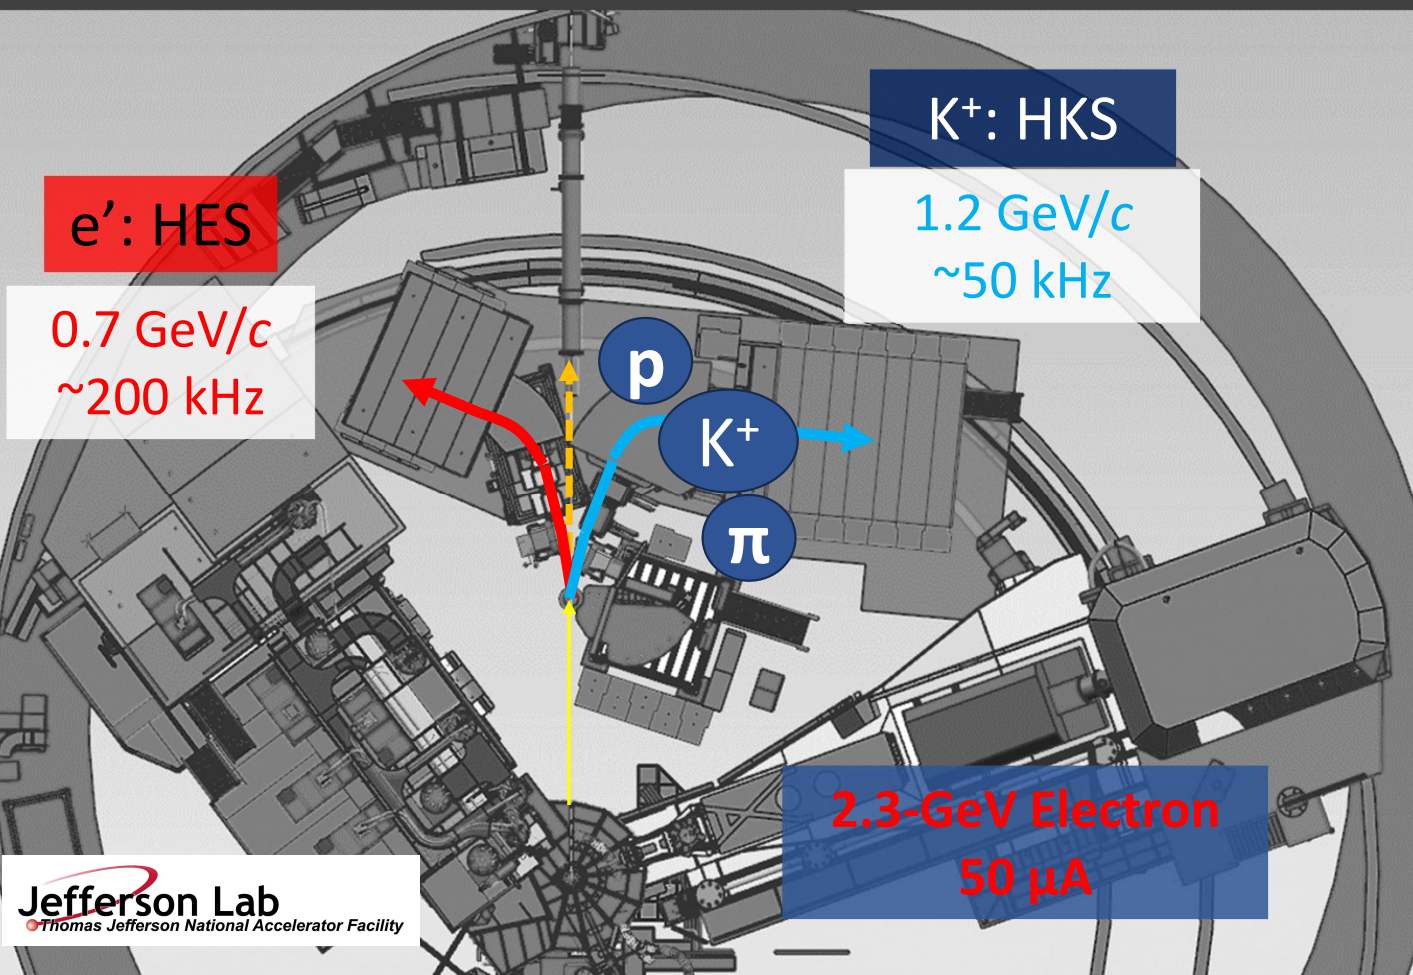 K⁺: HKS
1.2 GeV/c
~50 kHz
e’: HES
0.7 GeV/c
~200 kHz
p
K⁺
π
2.3-GeV Electron
50 μA
Jefferson Lab
Thomas Jefferson National Accelerator Facility